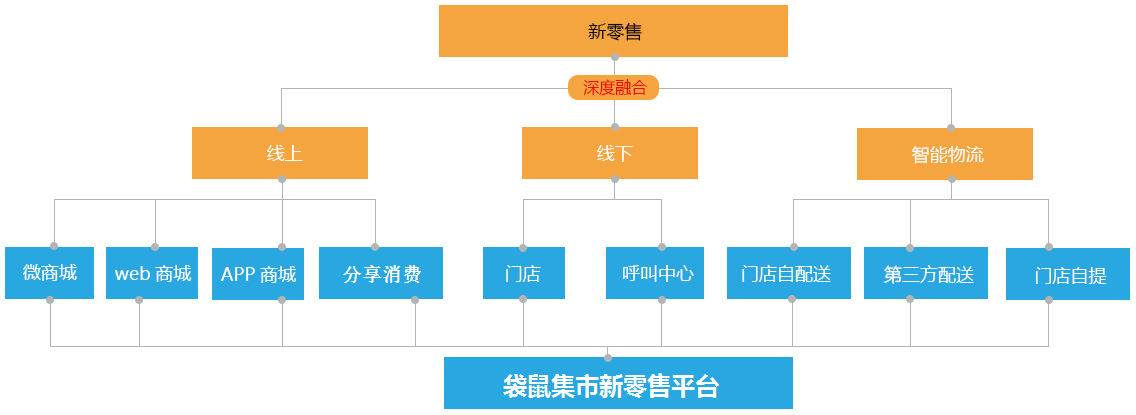 新零售
深度融合
线上
线下
智能物流
微商城
web 商城
APP 商城
分享消费
门店
呼叫中心
门店自配送
第三方配送
门店自提
袋鼠集市新零售平台